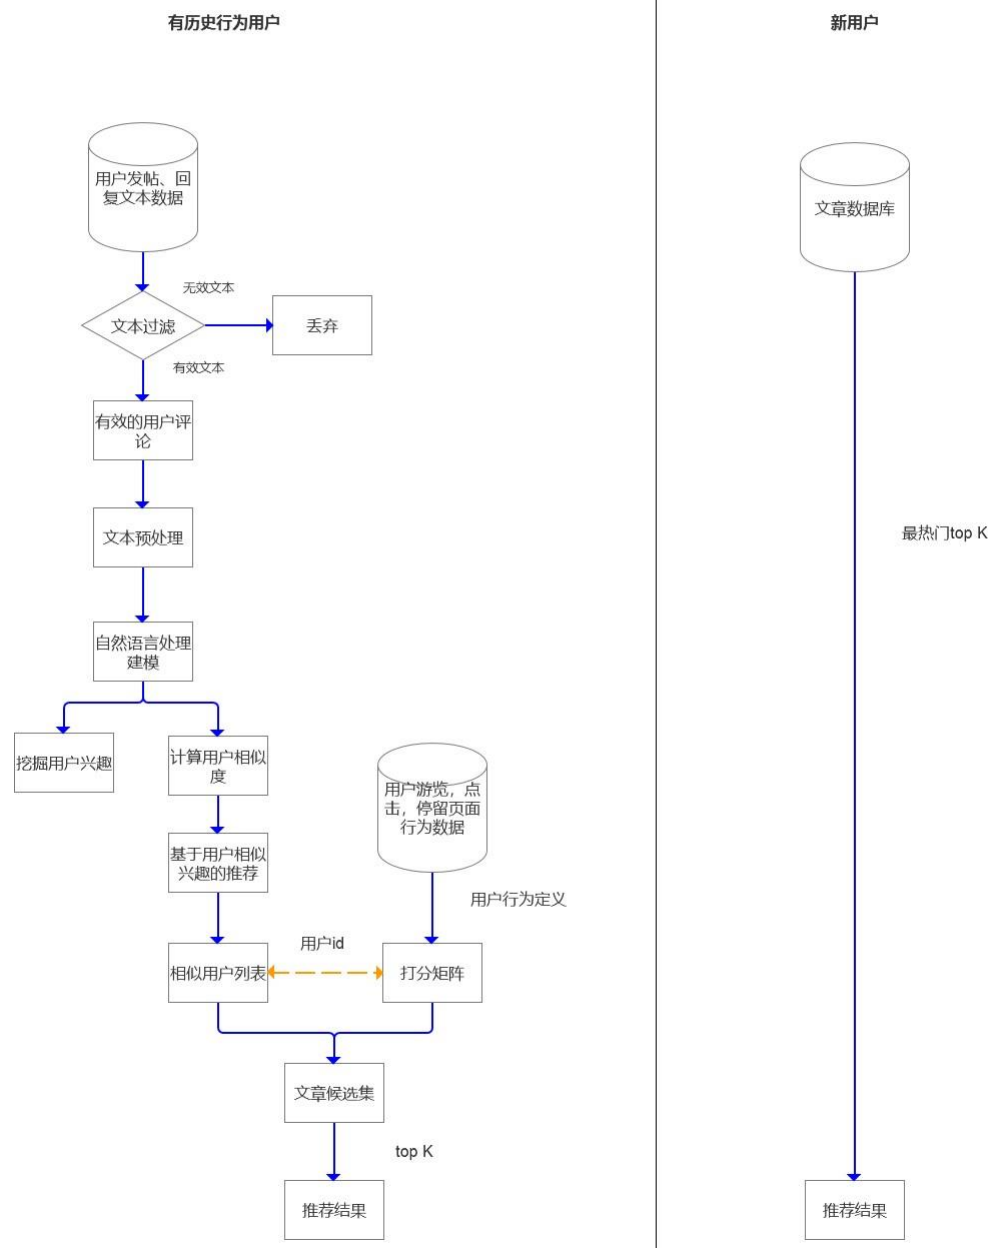 有历史行为用户
新用户
用户发帖、回
复文本数据
文章数据库
无效文本
文本过滤
丢弃
有效文本
有效的用户评
论
最热门top K
文本预处理
自然语言处理
建模
挖掘用户兴趣
计算用户相似
度
用户游览，点
击，停留页面
行为数据
基于用户相似
兴趣的推荐
用户行为定义
用户id
相似用户列表
打分矩阵
文章候选集
top K
推荐结果
推荐结果